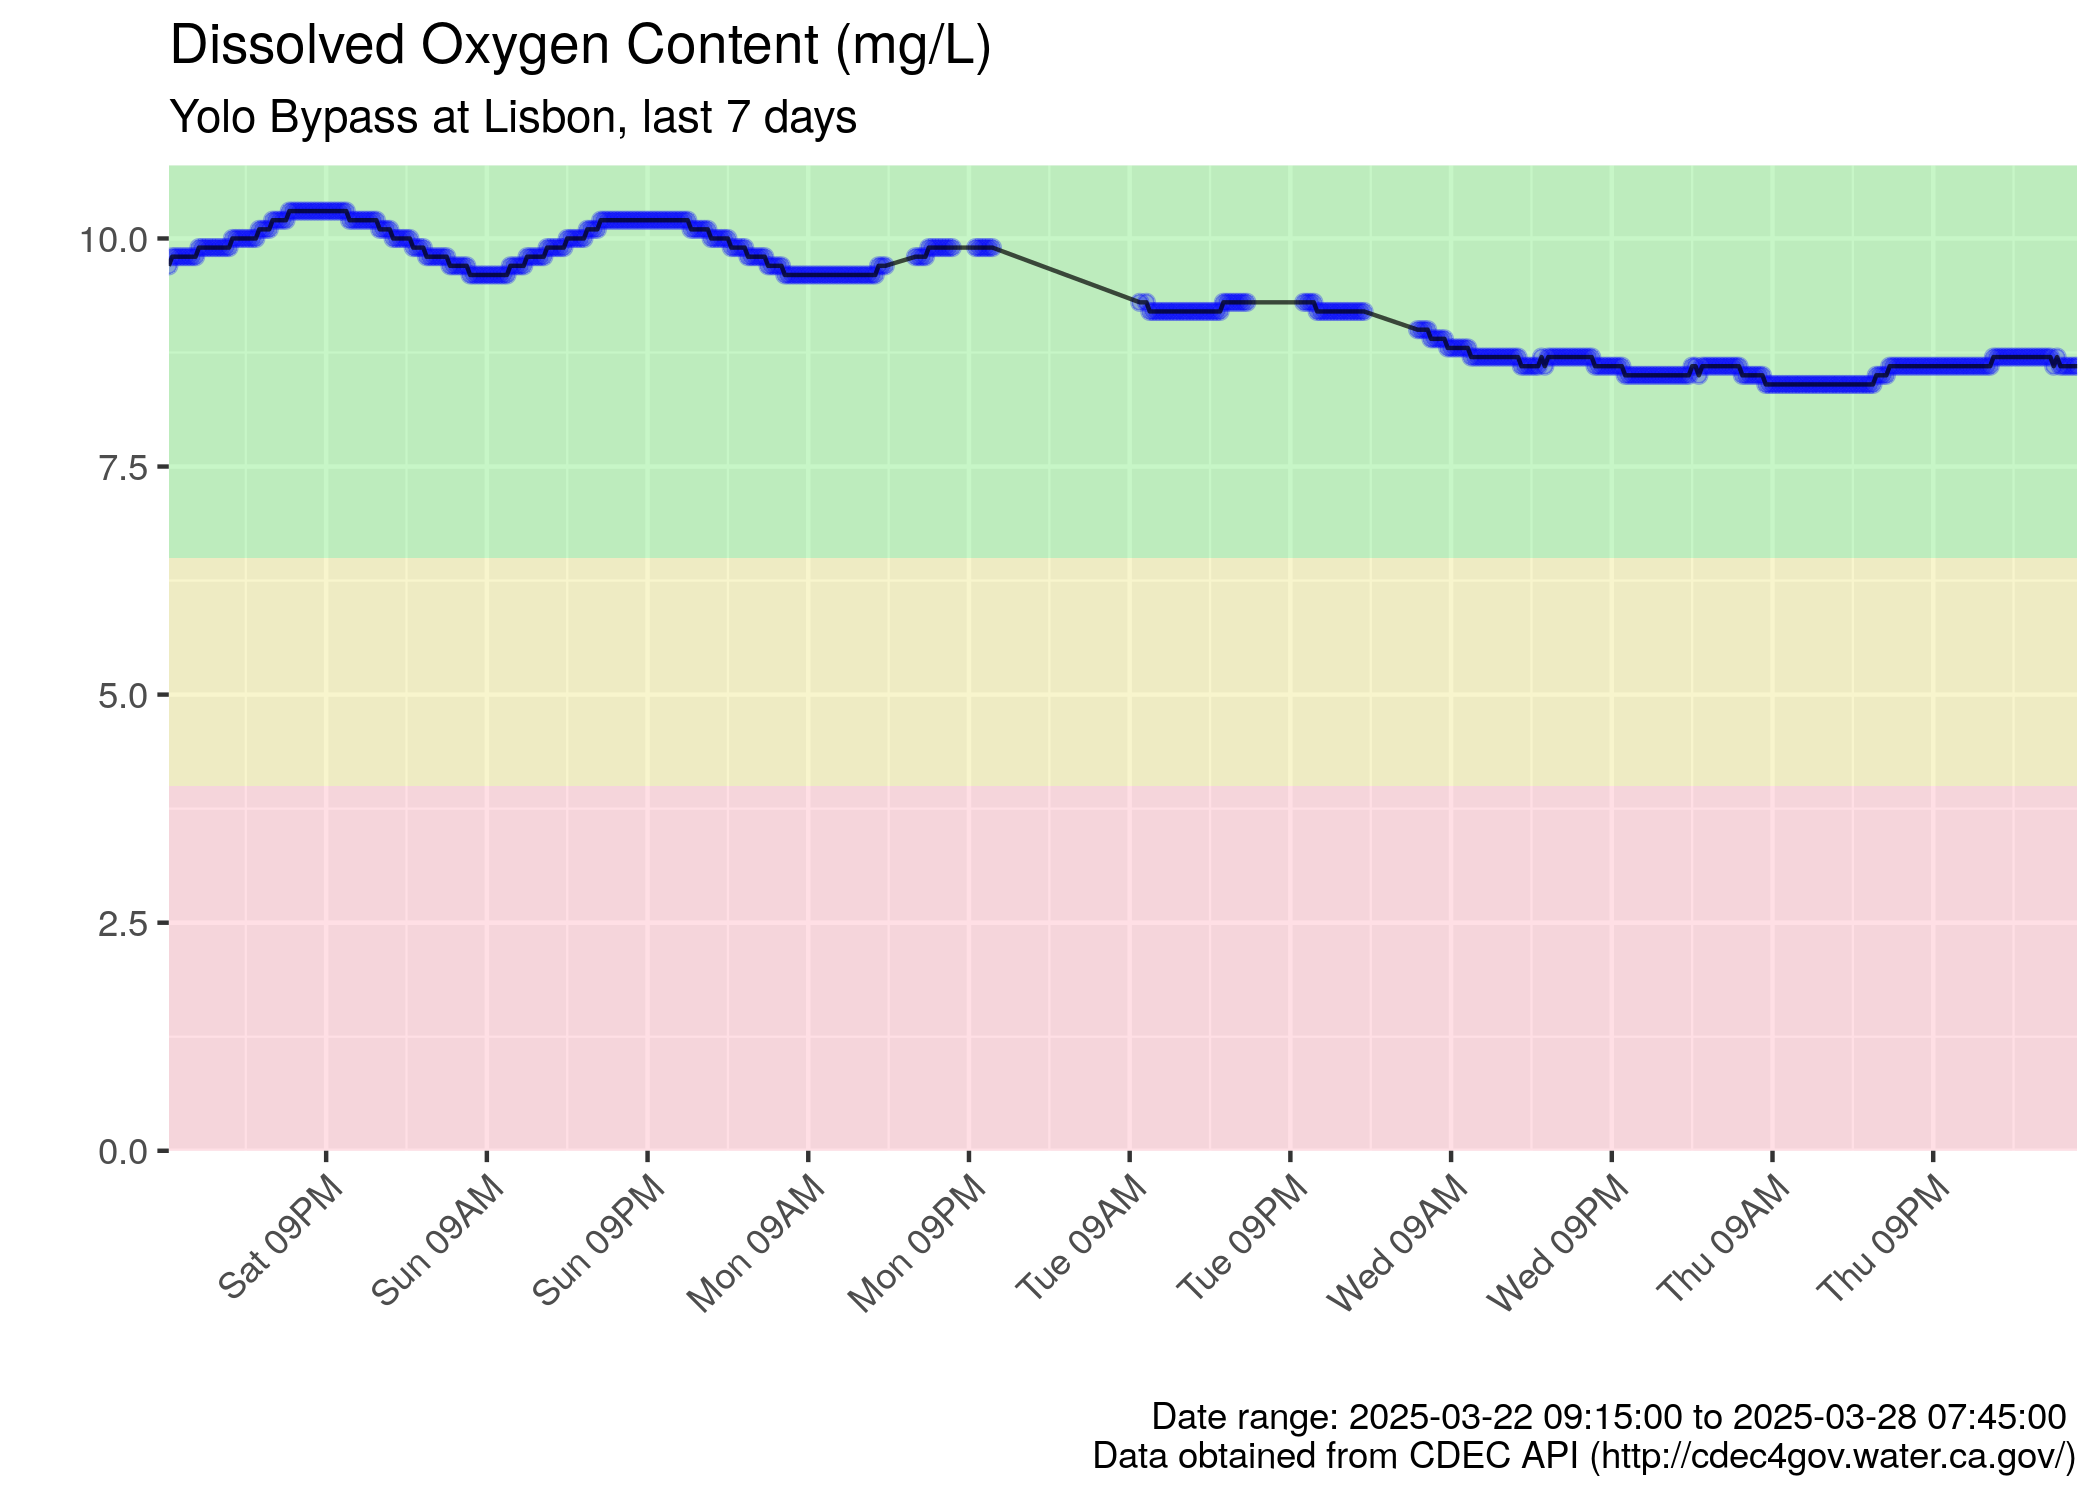 Dissolved Oxygen Content (mg/L)
Yolo Bypass at Lisbon, last 7 days
10.0
7.5
5.0
2.5
0.0
Sat 09PM
Sun 09AM
Sun 09PM
Mon 09AM
Mon 09PM
Tue 09AM
Tue 09PM
Wed 09AM
Wed 09PM
Thu 09AM
Thu 09PM
Date range: 2025-03-22 09:15:00 to 2025-03-28 07:45:00
Data obtained from CDEC API (http://cdec4gov.water.ca.gov/)